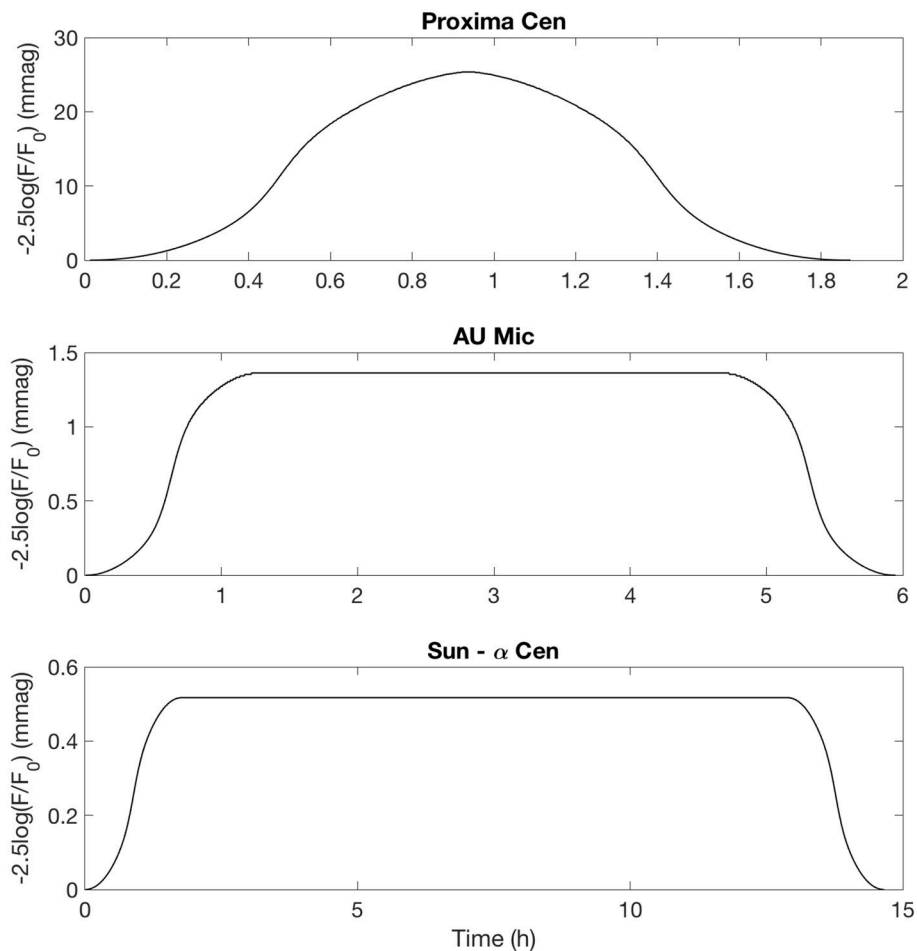 Proxima Cen
-2.5log(F/F0) (mmag)
30
20
10
0
0 0.2 0.4 0.6 0.8 1 1.2 1.4 1.6 1.8 2
AU Mic
-2.5log(F/F0) (mmag)
1.5
1
0.5
0
0 1 2 3 4 5 6
Sun - α Cen
-2.5log(F/F0) (mmag)
0.6
0.4
0.2
0
0 5 10 15
Time (h)